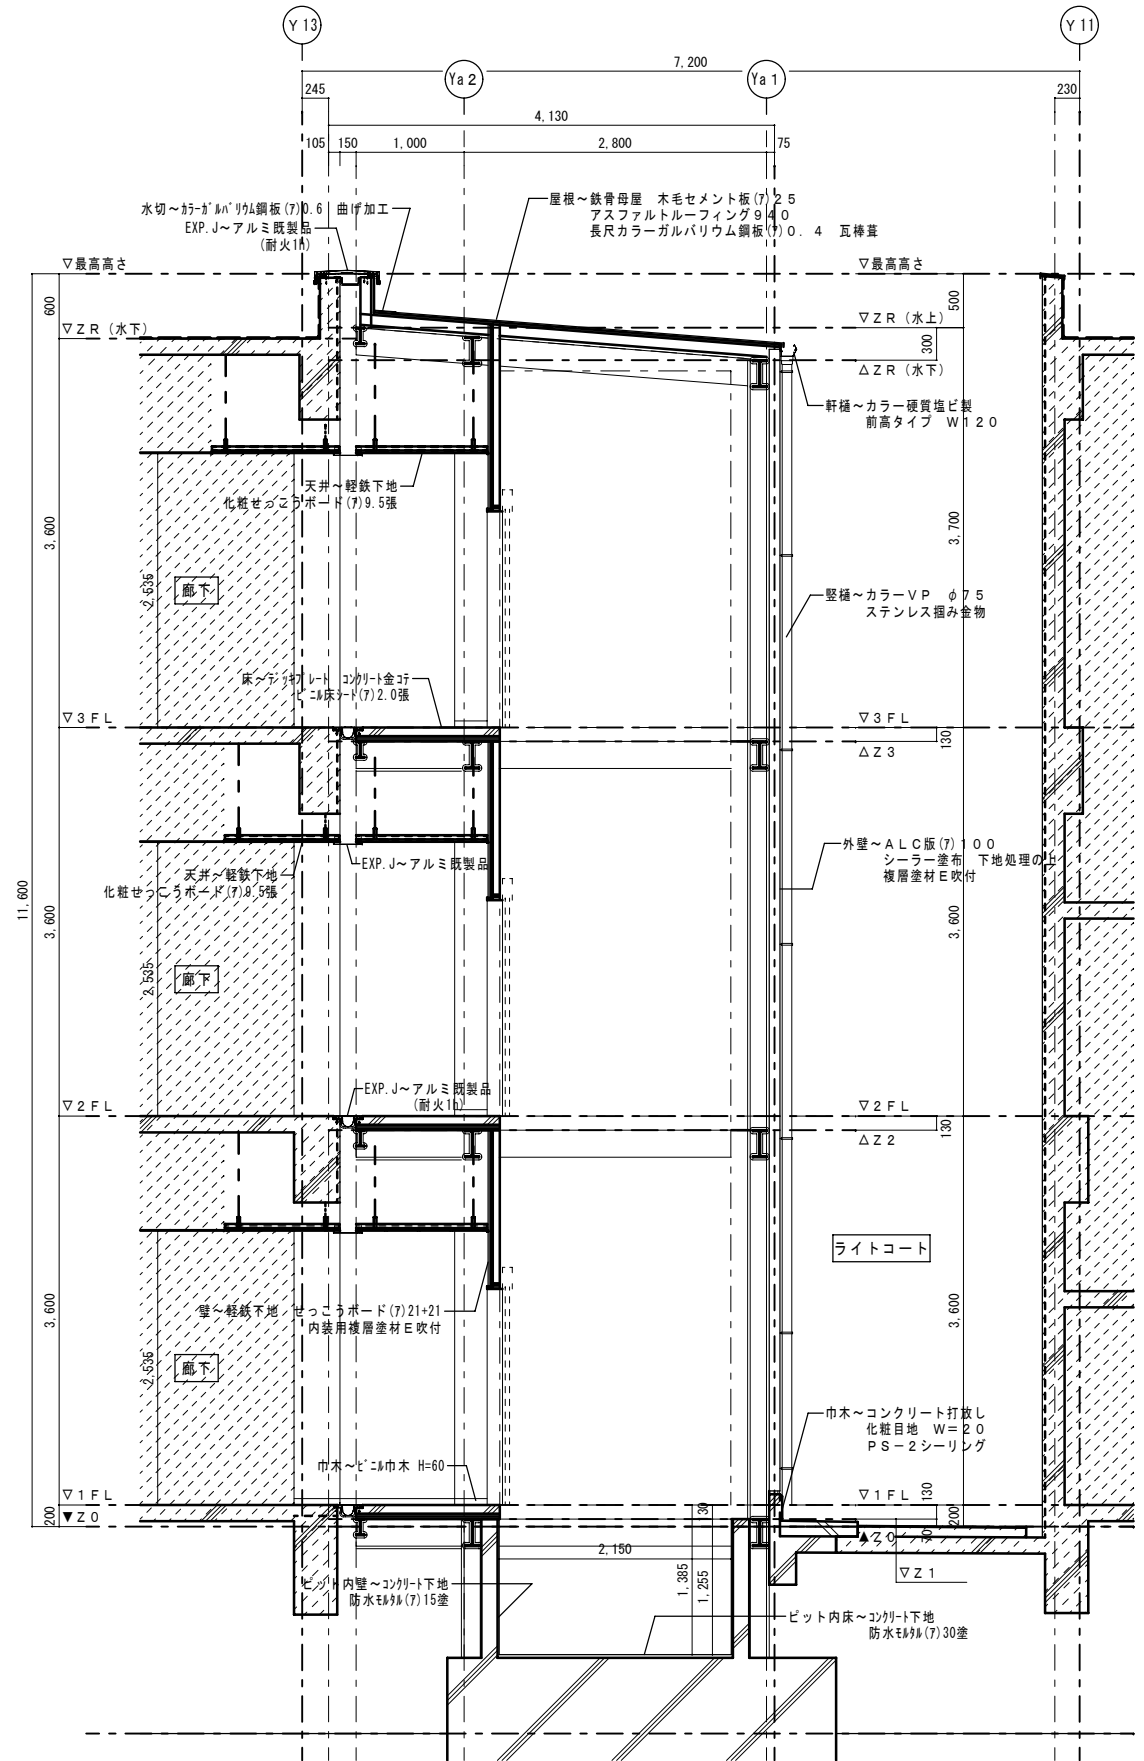 Y13
Y11
7,200
Ya2
Ya1
245
230
4,130
105
150
1,000
2,800
75
水切～ｶﾗｰｶﾞﾙﾊﾞﾘｳﾑ鋼板(ｱ)0.6 曲げ加工
EXP.J～アルミ既製品
(耐火1h)
屋根～鉄骨母屋 木毛セメント板(ｱ)25
アスファルトルーフィング940
長尺カラーガルバリウム鋼板(ｱ)0.4 瓦棒葺
▽最高高さ
▽最高高さ
600
500
▽ZR（水下）
▽ZR（水上）
300
△ZR（水下）
軒樋～カラー硬質塩ビ製
前高タイプ W120
天井～軽鉄下地
化粧せっこうボード(ｱ)9.5張
3,600
3,700
2,535
廊下
竪樋～カラーVP φ75
ステンレス掴み金物
床～ﾃﾞｯｷﾌﾟﾚｰﾄ ｺﾝｸﾘｰﾄ金ｺﾃ
ﾋﾞﾆﾙ床ｼｰﾄ(ｱ)2.0張
▽3FL
▽3FL
130
△Z3
外壁～ALC版(ｱ)100
シーラー塗布 下地処理の上
複層塗材E吹付
EXP.J～アルミ既製品
天井～軽鉄下地
化粧せっこうボード(ｱ)9.5張
11,600
3,600
3,600
2,535
廊下
EXP.J～アルミ既製品
(耐火1h)
▽2FL
▽2FL
130
△Z2
ライトコート
壁～軽鉄下地 せっこうボード(ｱ)21+21
内装用複層塗材E吹付
3,600
3,600
2,535
廊下
巾木～コンクリート打放し
化粧目地 W=20
PS-2シーリング
巾木～ﾋﾞﾆﾙ巾木 H=60
▽1FL
▽1FL
130
200
▼Z0
130
200
▲Z0
70
2,150
1,385
1,255
▽Z1
ピット内壁～ｺﾝｸﾘｰﾄ下地
防水ﾓﾙﾀﾙ(ｱ)15塗
ピット内床～ｺﾝｸﾘｰﾄ下地
防水ﾓﾙﾀﾙ(ｱ)30塗